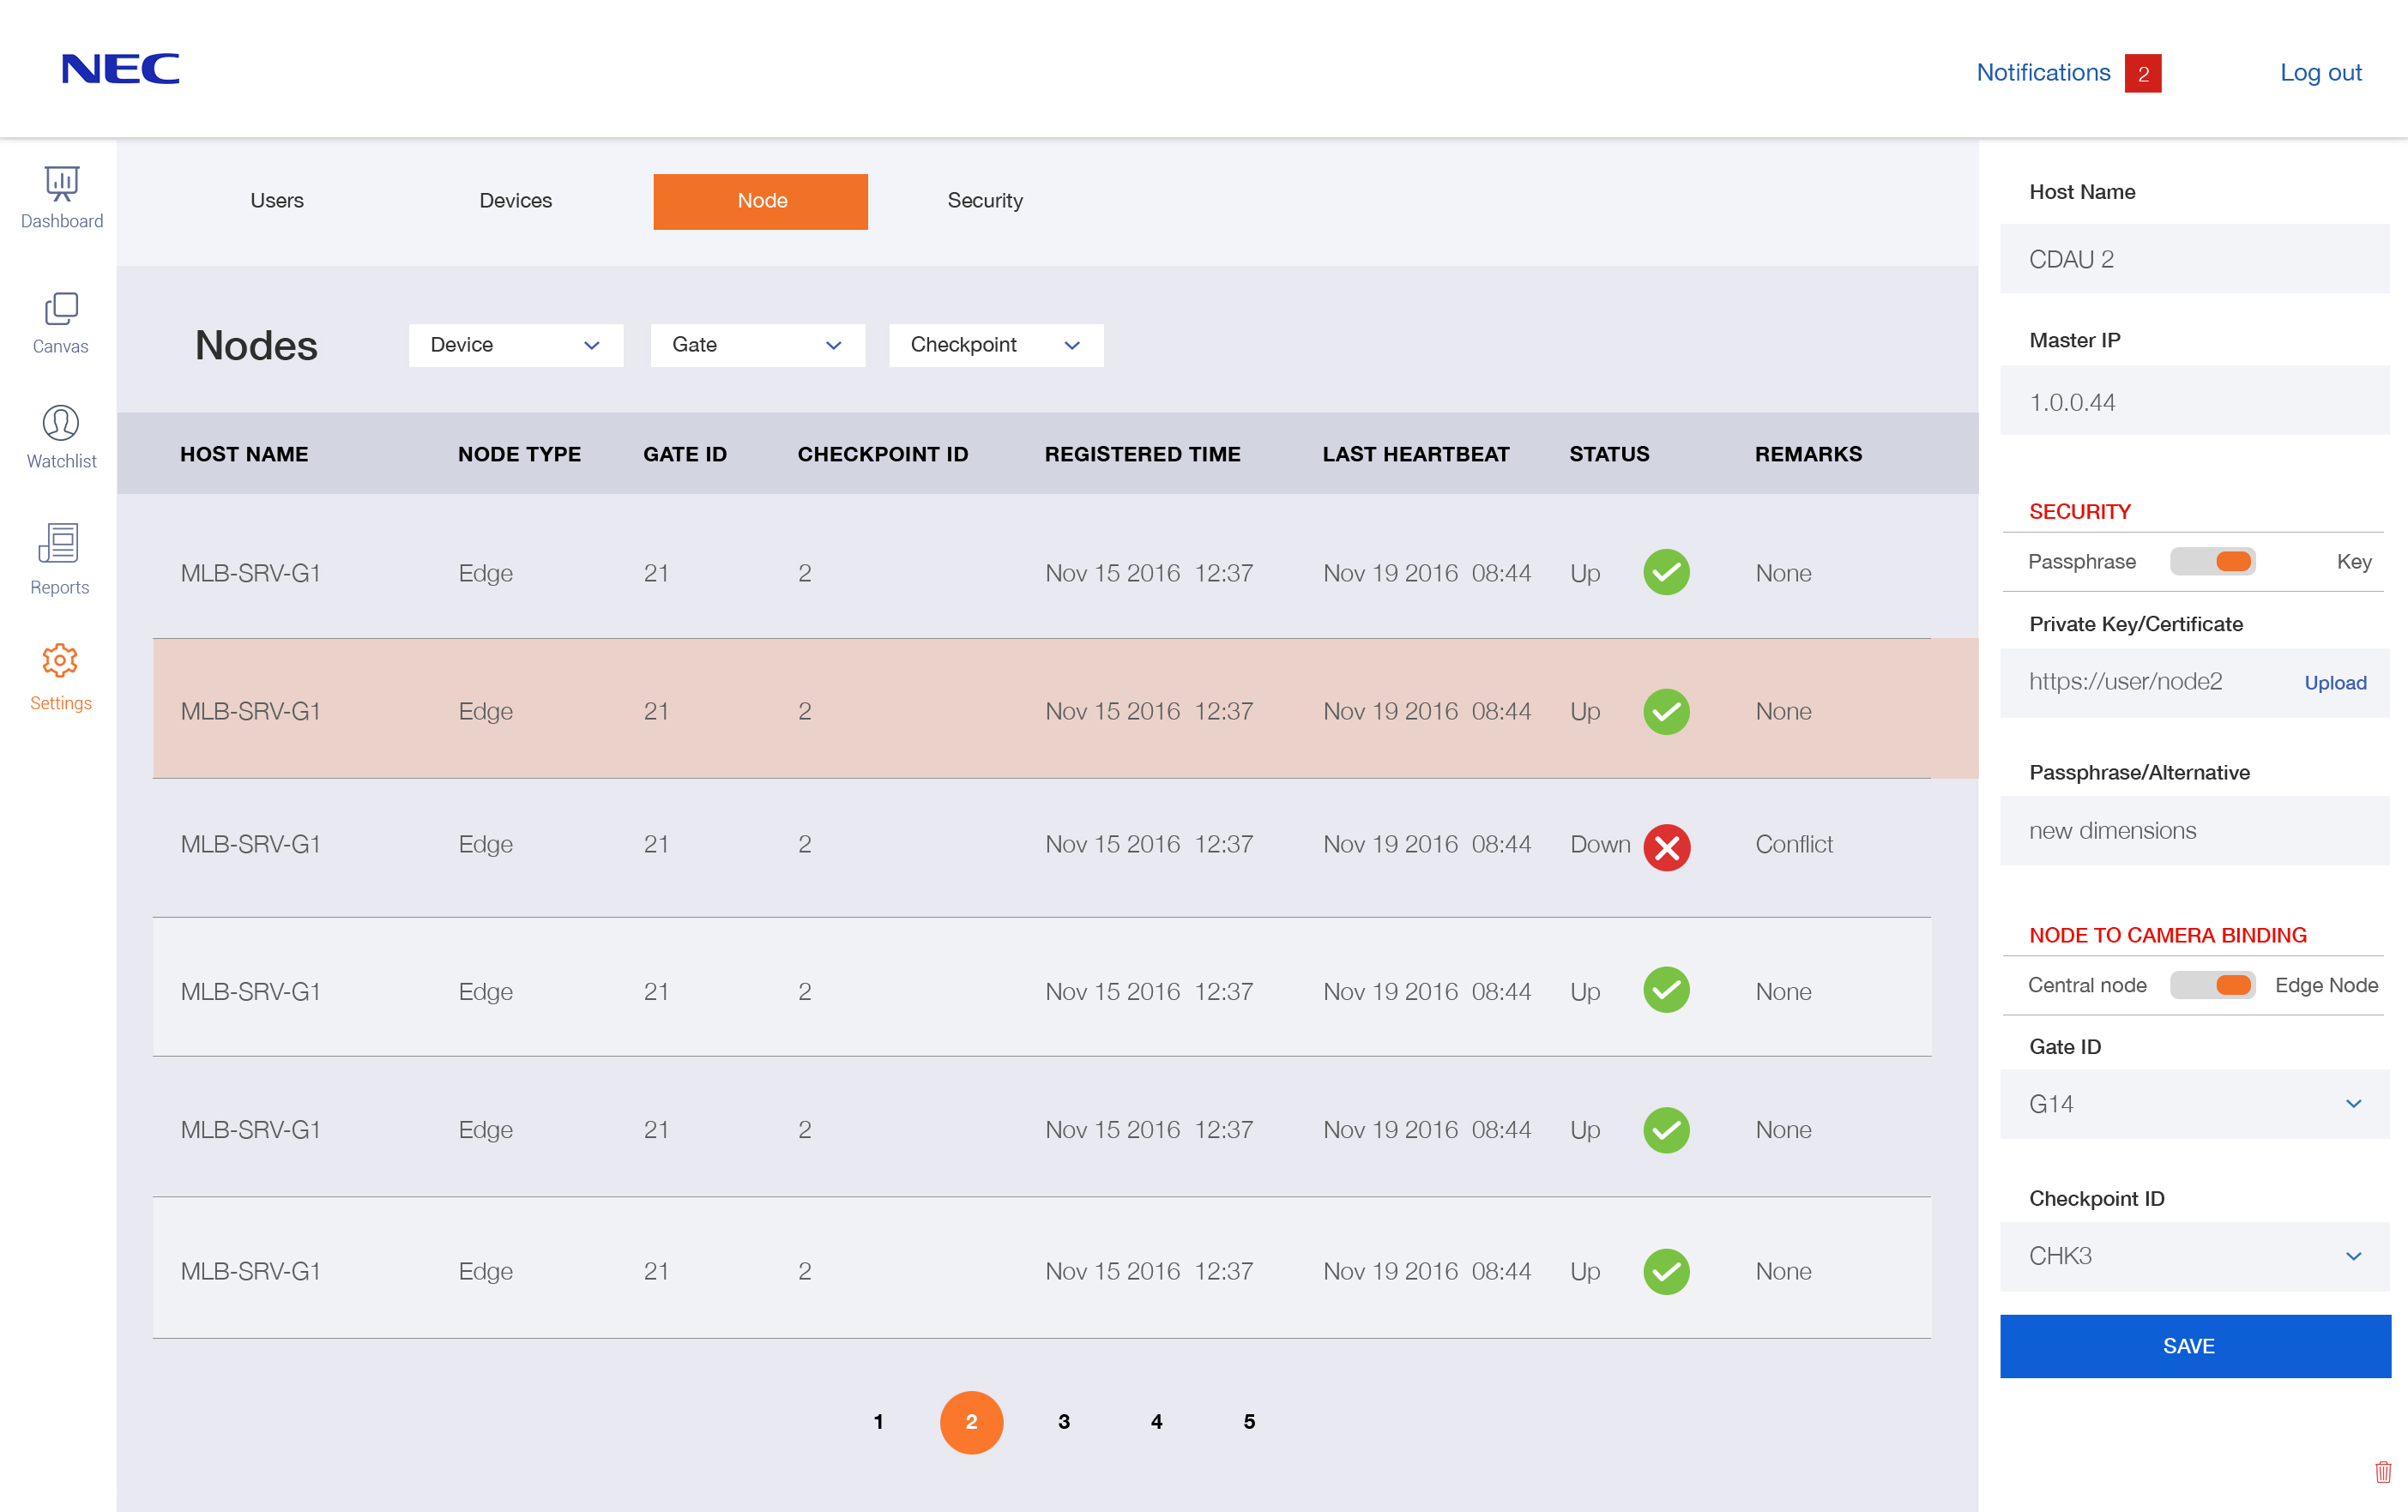 NEC
Notifications 2
Log out
Dashboard
Canvas
Watchlist
Reports
Settings
Users Devices Node Security
Nodes Device Gate Checkpoint
HOST NAME NODE TYPE GATE ID CHECKPOINT ID REGISTERED TIME LAST HEARTBEAT STATUS REMARKS
MLB-SRV-G1 Edge 21 2 Nov 15 2016 12:37 Nov 19 2016 08:44 Up None
MLB-SRV-G1 Edge 21 2 Nov 15 2016 12:37 Nov 19 2016 08:44 Up None
MLB-SRV-G1 Edge 21 2 Nov 15 2016 12:37 Nov 19 2016 08:44 Down Conflict
MLB-SRV-G1 Edge 21 2 Nov 15 2016 12:37 Nov 19 2016 08:44 Up None
MLB-SRV-G1 Edge 21 2 Nov 15 2016 12:37 Nov 19 2016 08:44 Up None
MLB-SRV-G1 Edge 21 2 Nov 15 2016 12:37 Nov 19 2016 08:44 Up None
1 2 3 4 5
Host Name
CDAU 2
Master IP
1.0.0.44
SECURITY
Passphrase Key
Private Key/Certificate
https://user/node2 Upload
Passphrase/Alternative
new dimensions
NODE TO CAMERA BINDING
Central node Edge Node
Gate ID
G14
Checkpoint ID
CHK3
SAVE